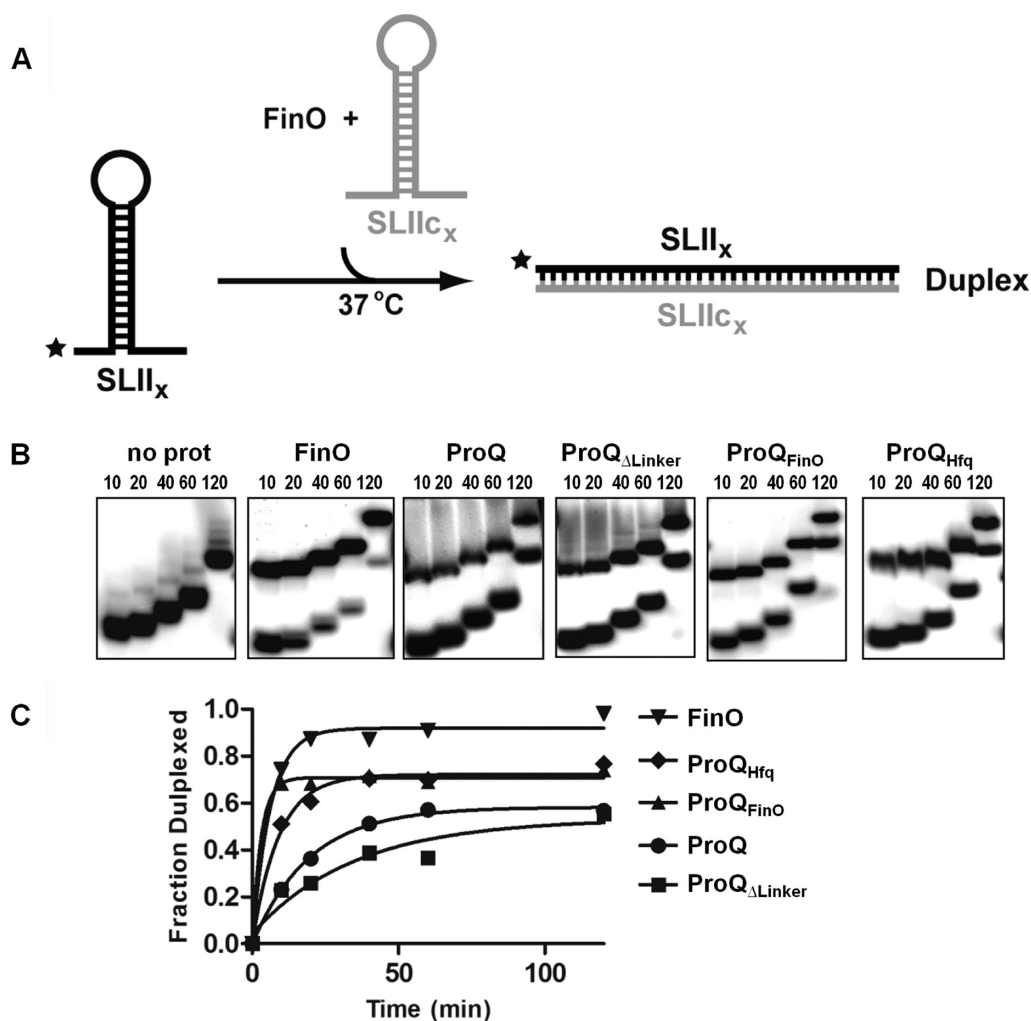 A
FinO +
SLIIcx
SLIIx
37 °C
SLIIx
SLIIcx
Duplex
B
no prot FinO ProQ ProQΔLinker ProQFinO ProQHfq
10 20 40 60 120 10 20 40 60 120 10 20 40 60 120 10 20 40 60 120 10 20 40 60 120 10 20 40 60 120
C
Fraction Dulplexed
1.0
0.8
0.6
0.4
0.2
0.0
0 50 100
Time (min)
FinO
ProQHfq
ProQFinO
ProQ
ProQΔLinker